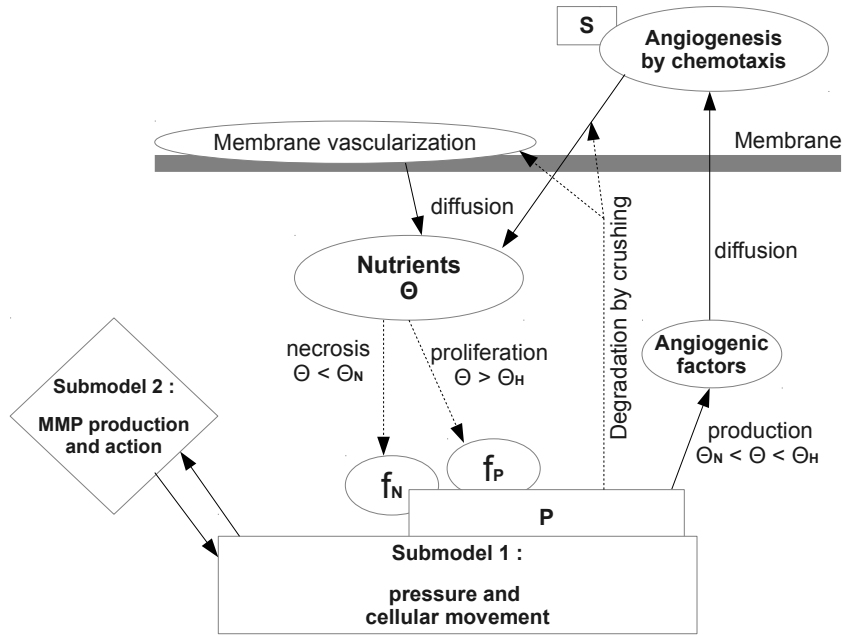 S
Angiogenesis
by chemotaxis
Membrane vascularization
Membrane
diffusion
Nutrients
Θ
Degradation by crushing
diffusion
necrosis
Θ < ΘN
proliferation
Θ > ΘH
Angiogenic
factors
Submodel 2 :
MMP production
and action
production
ΘN < Θ < ΘH
fN
fP
P
Submodel 1 :
pressure and
cellular movement